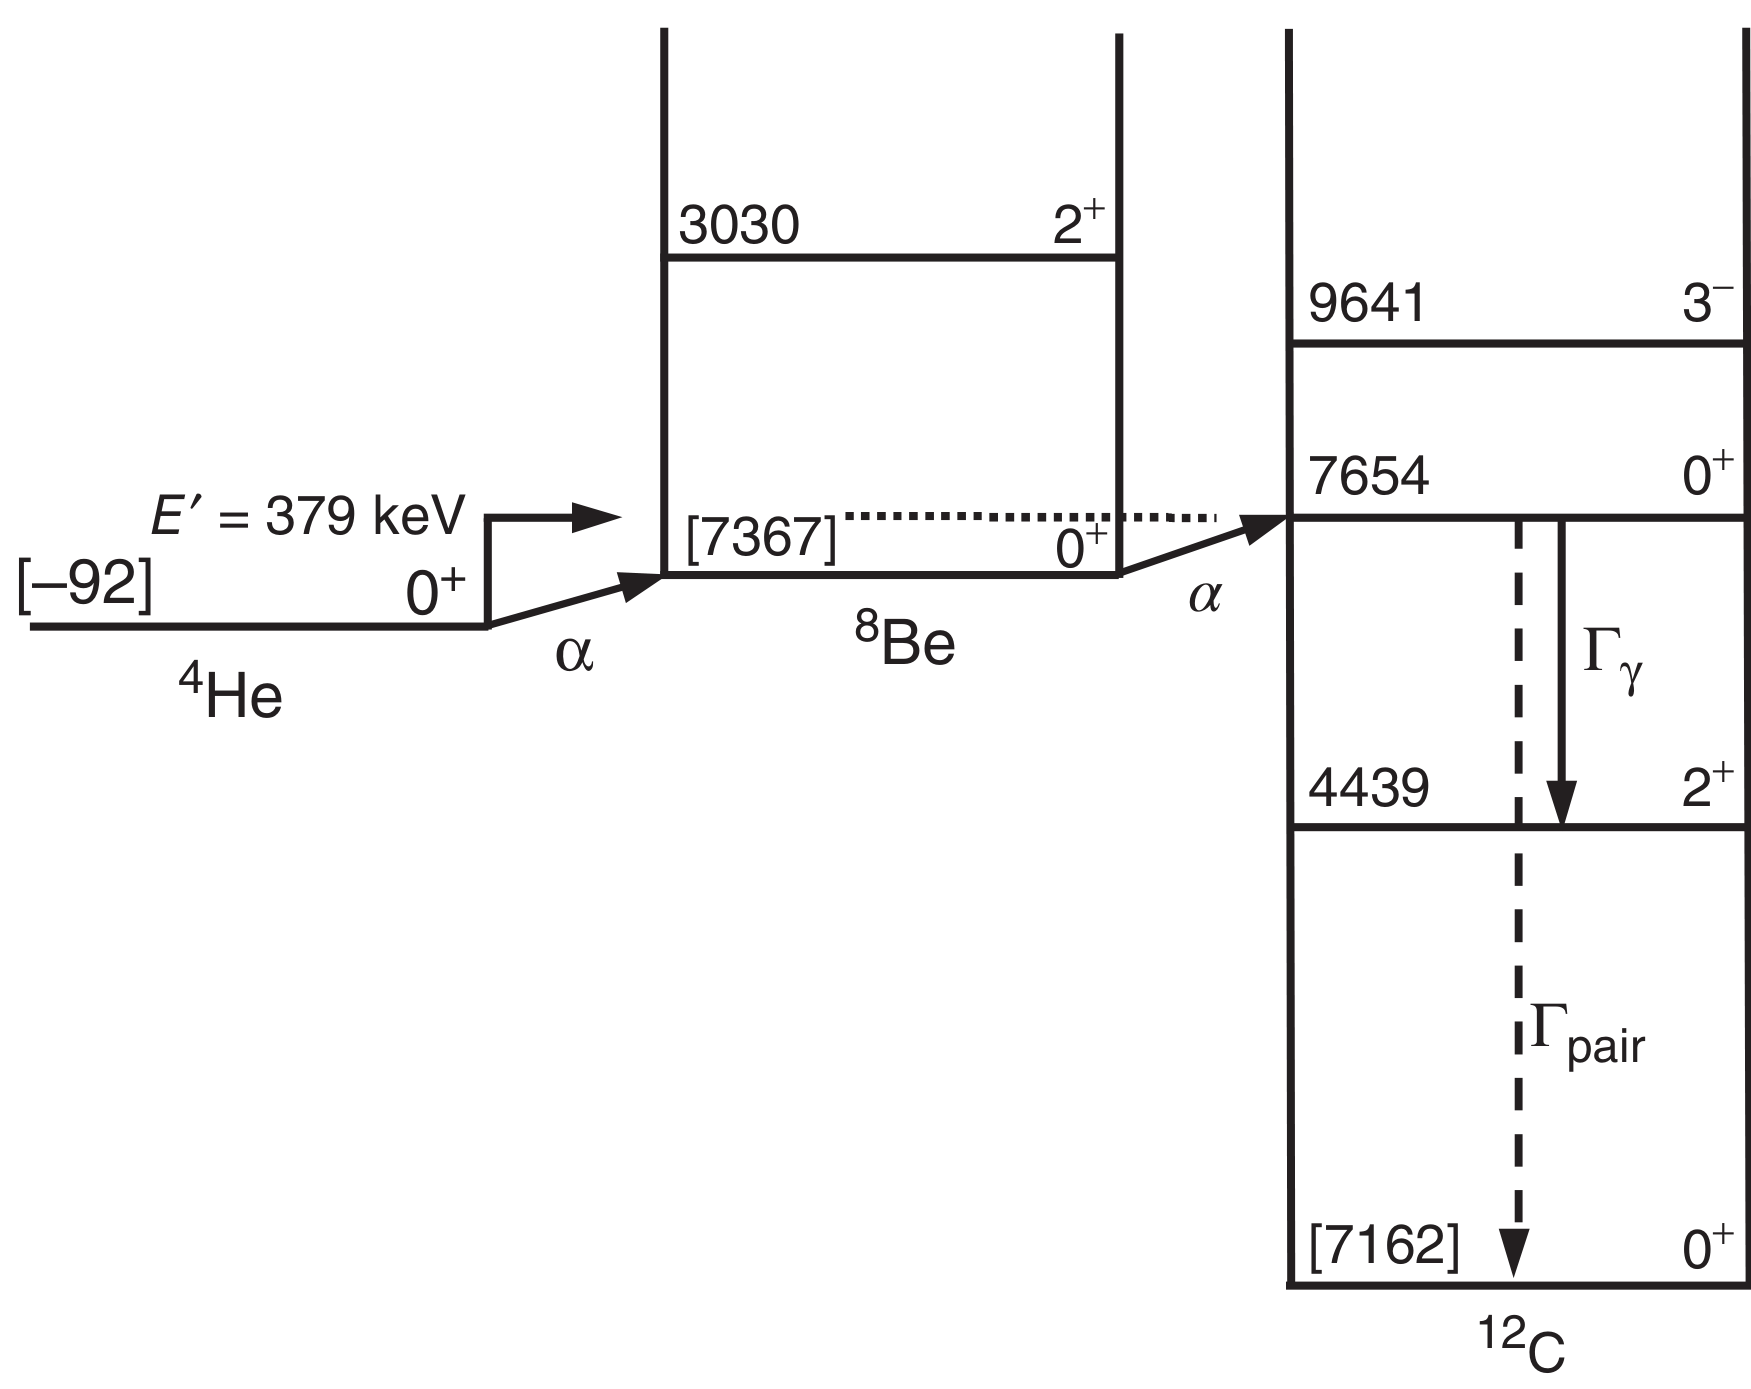 E′ = 379 keV
[–92] 0⁺
⁴He
α
3030 2⁺
[7367] 0⁺
⁸Be
α
9641 3⁻
7654 0⁺
Γγ
4439 2⁺
Γpair
[7162] 0⁺
¹²C